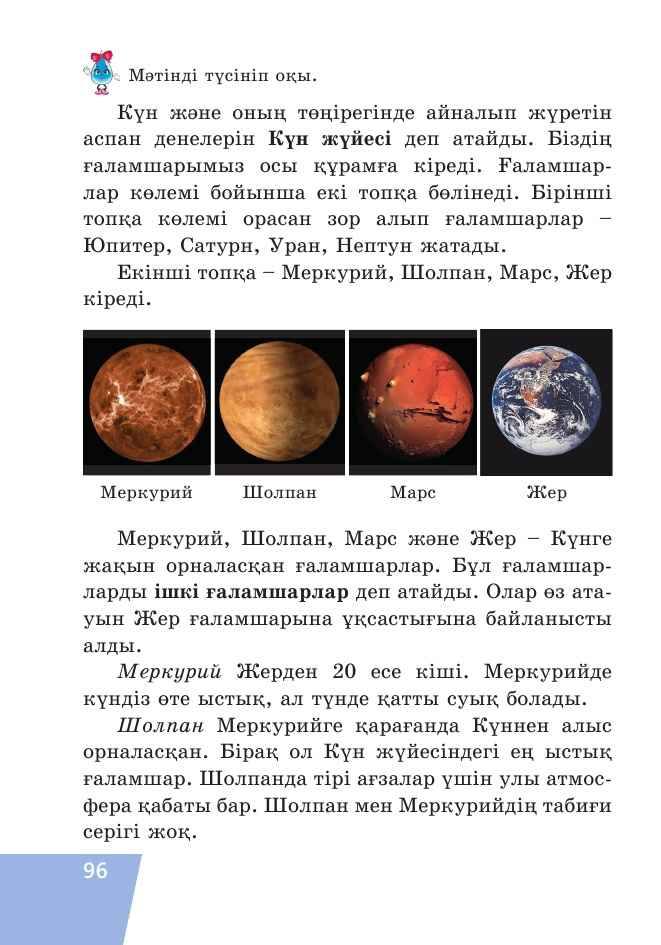 Мәтінді түсініп оқы.
Күн және оның төңірегінде айналып жүретін
аспан денелерін Күн жүйесі деп атайды. Біздің
ғаламшарымыз осы құрамға кіреді. Ғаламшар-
лар көлемі бойынша екі топқа бөлінеді. Бірінші
топқа көлемі орасан зор алып ғаламшарлар –
Юпитер, Сатурн, Уран, Нептун жатады.
Екінші топқа – Меркурий, Шолпан, Марс, Жер
кіреді.
Меркурий Шолпан Марс Жер
Меркурий, Шолпан, Марс және Жер – Күнге
жақын орналасқан ғаламшарлар. Бұл ғаламшар-
ларды ішкі ғаламшарлар деп атайды. Олар өз ата-
уын Жер ғаламшарына ұқсастығына байланысты
алды.
Меркурий Жерден 20 есе кіші. Меркурийде
күндіз өте ыстық, ал түнде қатты суық болады.
Шолпан Меркурийге қарағанда Күннен алыс
орналасқан. Бірақ ол Күн жүйесіндегі ең ыстық
ғаламшар. Шолпанда тірі ағзалар үшін улы атмос-
фера қабаты бар. Шолпан мен Меркурийдің табиғи
серігі жоқ.
96